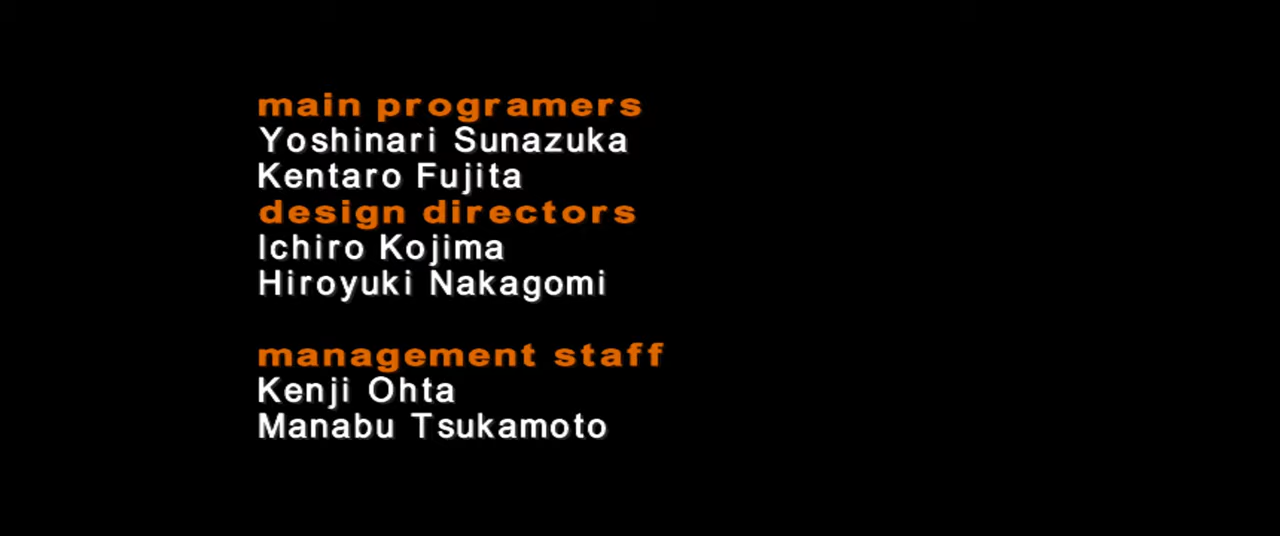 main programers
Yoshinari Sunazuka
Kentaro Fujita
design directors
Ichiro Kojima
Hiroyuki Nakagomi
management staff
Kenji Ohta
Manabu Tsukamoto